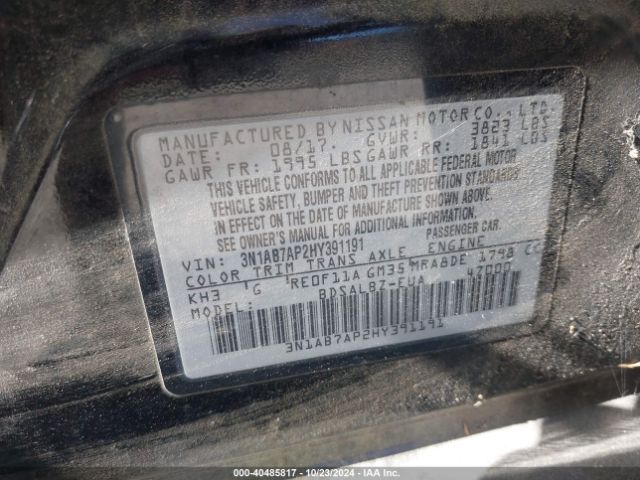 MANUFACTURED BY NISSAN MOTOR CO., LTD.
DATE: 08/17. GVWR: 3823 LBS
GAWR FR: 1995 LBS GAWR RR: 1841 LBS
THIS VEHICLE CONFORMS TO ALL APPLICABLE FEDERAL MOTOR
VEHICLE SAFETY, BUMPER AND THEFT PREVENTION STANDARDS
IN EFFECT ON THE DATE OF MANUFACTURE SHOWN ABOVE.
SEE OWNER'S MANUAL FOR ADDITIONAL INFORMATION.
VIN: 3N1AB7AP2HY391191 PASSENGER CAR.
COLOR TRIM TRANS AXLE ENGINE
KH3 G RE0F11A GM35 MRA8DE 1798 CC
MODEL: BDSALBZ-EUA 47000
3N1AB7AP2HY391191
000-40485817 - 10/23/2024 - IAA Inc.